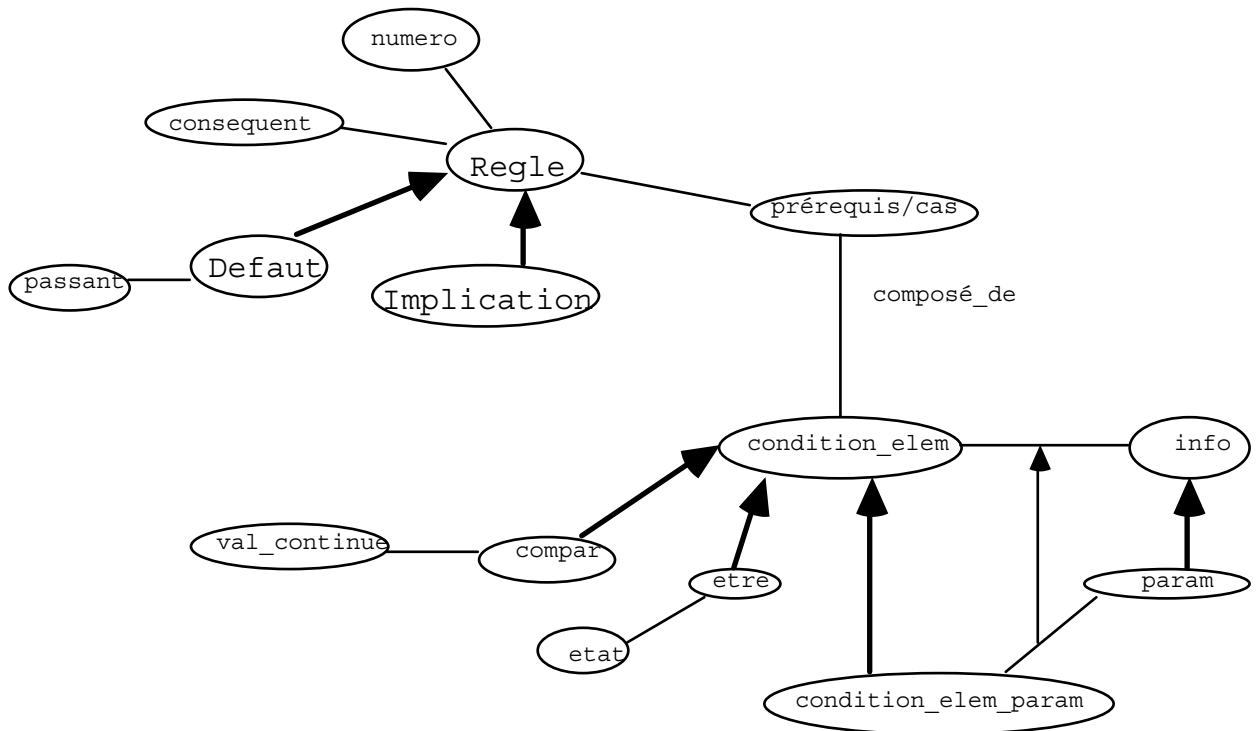 numero
consequent
Regle
prérequis/cas
Defaut
passant
Implication
composé_de
condition_elem
info
val_continue
compar
etre
param
etat
condition_elem_param